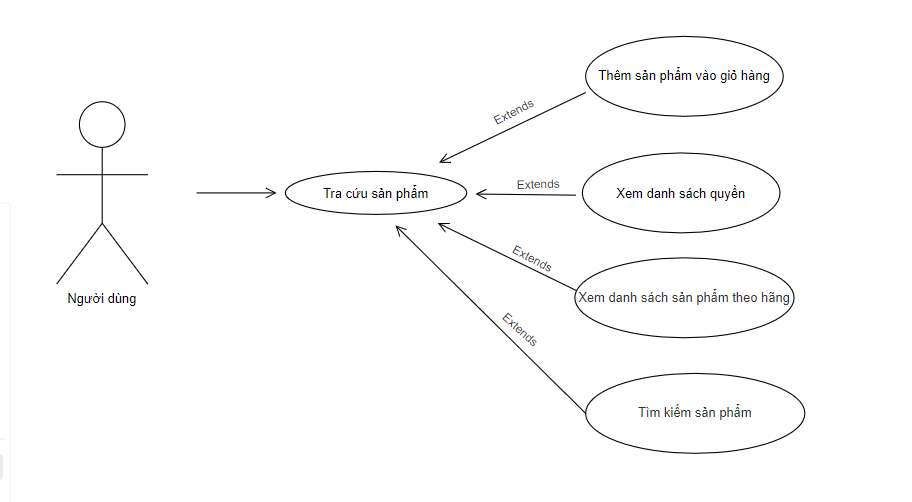 Thêm sản phẩm vào giỏ hàng
Extends
Extends
Tra cứu sản phẩm
Xem danh sách quyền
Extends
Người dùng
Xem danh sách sản phẩm theo hãng
Extends
Tìm kiếm sản phẩm